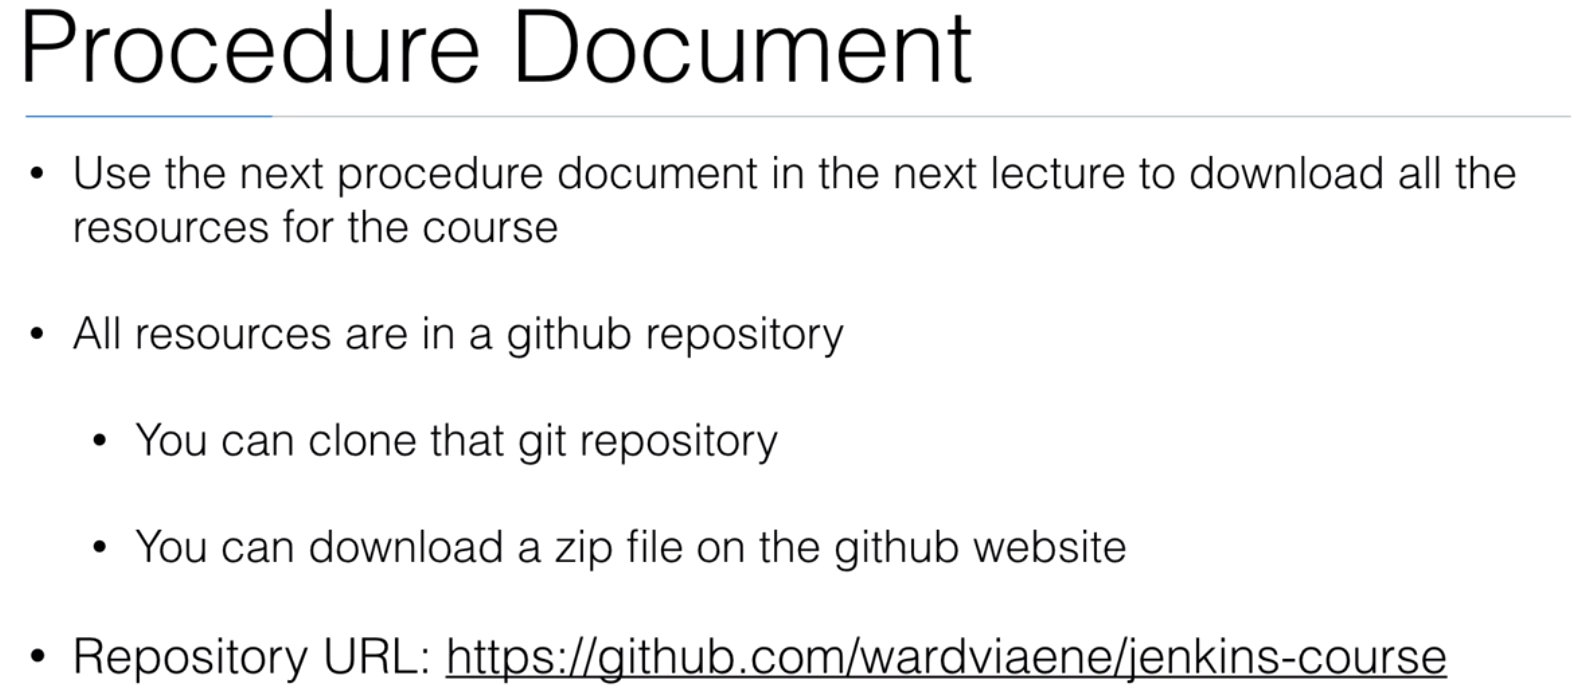 Procedure Document
• Use the next procedure document in the next lecture to download all the
resources for the course
• All resources are in a github repository
• You can clone that git repository
• You can download a zip file on the github website
• Repository URL: https://github.com/wardviaene/jenkins-course